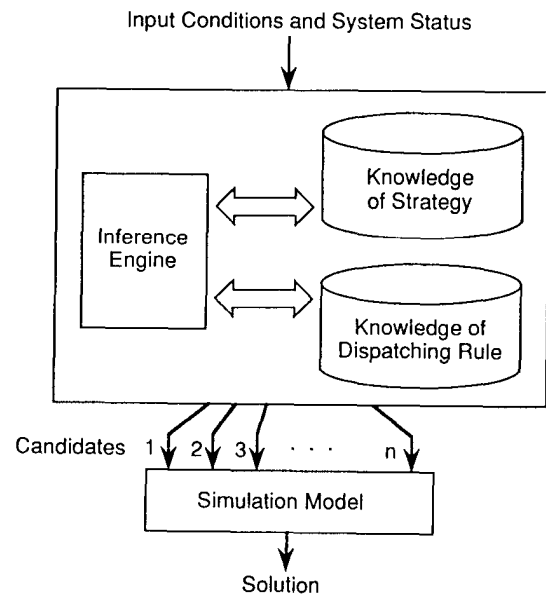 Input Conditions and System Status
Knowledge
of Strategy
Inference
Engine
Knowledge of
Dispatching Rule
Candidates 1 2 3 . . . n
Simulation Model
Solution